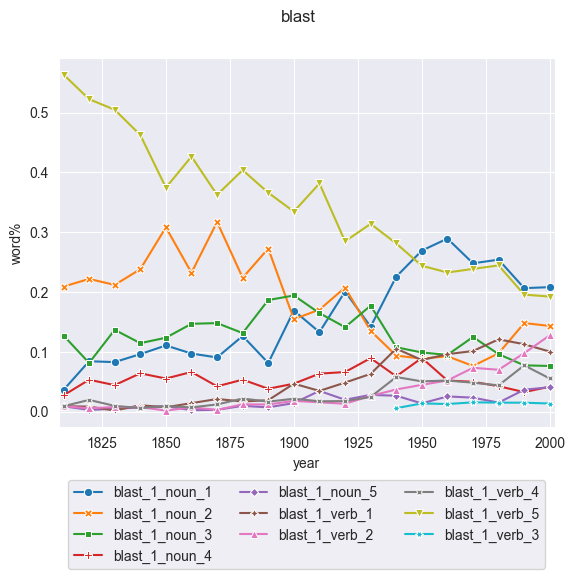 blast
0.5
0.4
0.3
0.2
0.1
0.0
word%
1825 1850 1875 1900 1925 1950 1975 2000
year
blast_1_noun_1 blast_1_noun_5 blast_1_verb_4
blast_1_noun_2 blast_1_verb_1 blast_1_verb_5
blast_1_noun_3 blast_1_verb_2 blast_1_verb_3
blast_1_noun_4